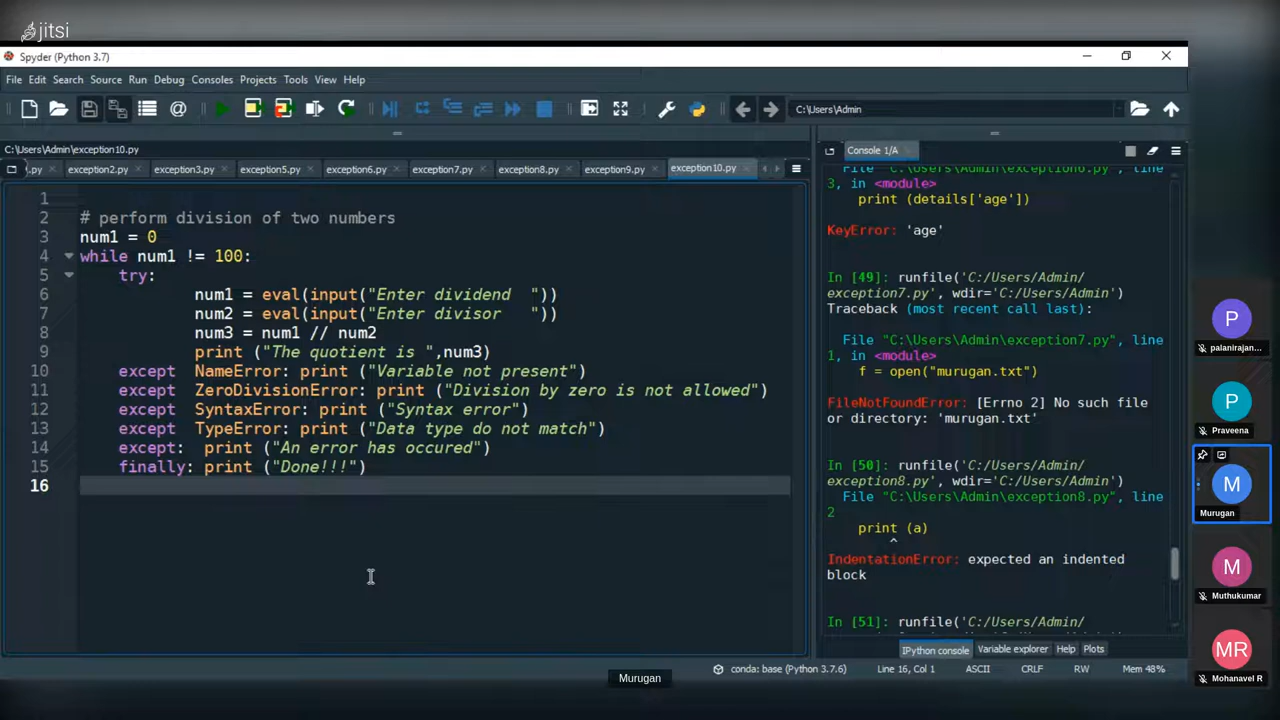 jitsi
Spyder (Python 3.7)
File Edit Search Source Run Debug Consoles Projects Tools View Help
C:\Users\Admin
C:\Users\Admin\exception10.py
.py exception2.py exception3.py exception5.py exception6.py exception7.py exception8.py exception9.py exception10.py
1
2 # perform division of two numbers
3 num1 = 0
4 while num1 != 100:
5 try:
6 num1 = eval(input("Enter dividend  "))
7 num2 = eval(input("Enter divisor   "))
8 num3 = num1 // num2
9 print ("The quotient is ",num3)
10 except  NameError: print ("Variable not present")
11 except  ZeroDivisionError: print ("Division by zero is not allowed")
12 except  SyntaxError: print ("Syntax error")
13 except  TypeError: print ("Data type do not match")
14 except:  print ("An error has occured")
15 finally: print ("Done!!!")
16
Console 1/A
File "C:\Users\Admin\exception6.py", line
3, in <module>
print (details['age'])
KeyError: 'age'
In [49]: runfile('C:/Users/Admin/
exception7.py', wdir='C:/Users/Admin')
Traceback (most recent call last):
File "C:\Users\Admin\exception7.py", line
1, in <module>
f = open("murugan.txt")
FileNotFoundError: [Errno 2] No such file
or directory: 'murugan.txt'
In [50]: runfile('C:/Users/Admin/
exception8.py', wdir='C:/Users/Admin')
File "C:\Users\Admin\exception8.py", line
2
print (a)
^
IndentationError: expected an indented
block
In [51]: runfile('C:/Users/Admin/
IPython console Variable explorer Help Plots
conda: base (Python 3.7.6) Line 16, Col 1 ASCII CRLF RW Mem 48%
Murugan
P
palanirajan...
P
Praveena
M
Murugan
M
Muthukumar
MR
Mohanavel R